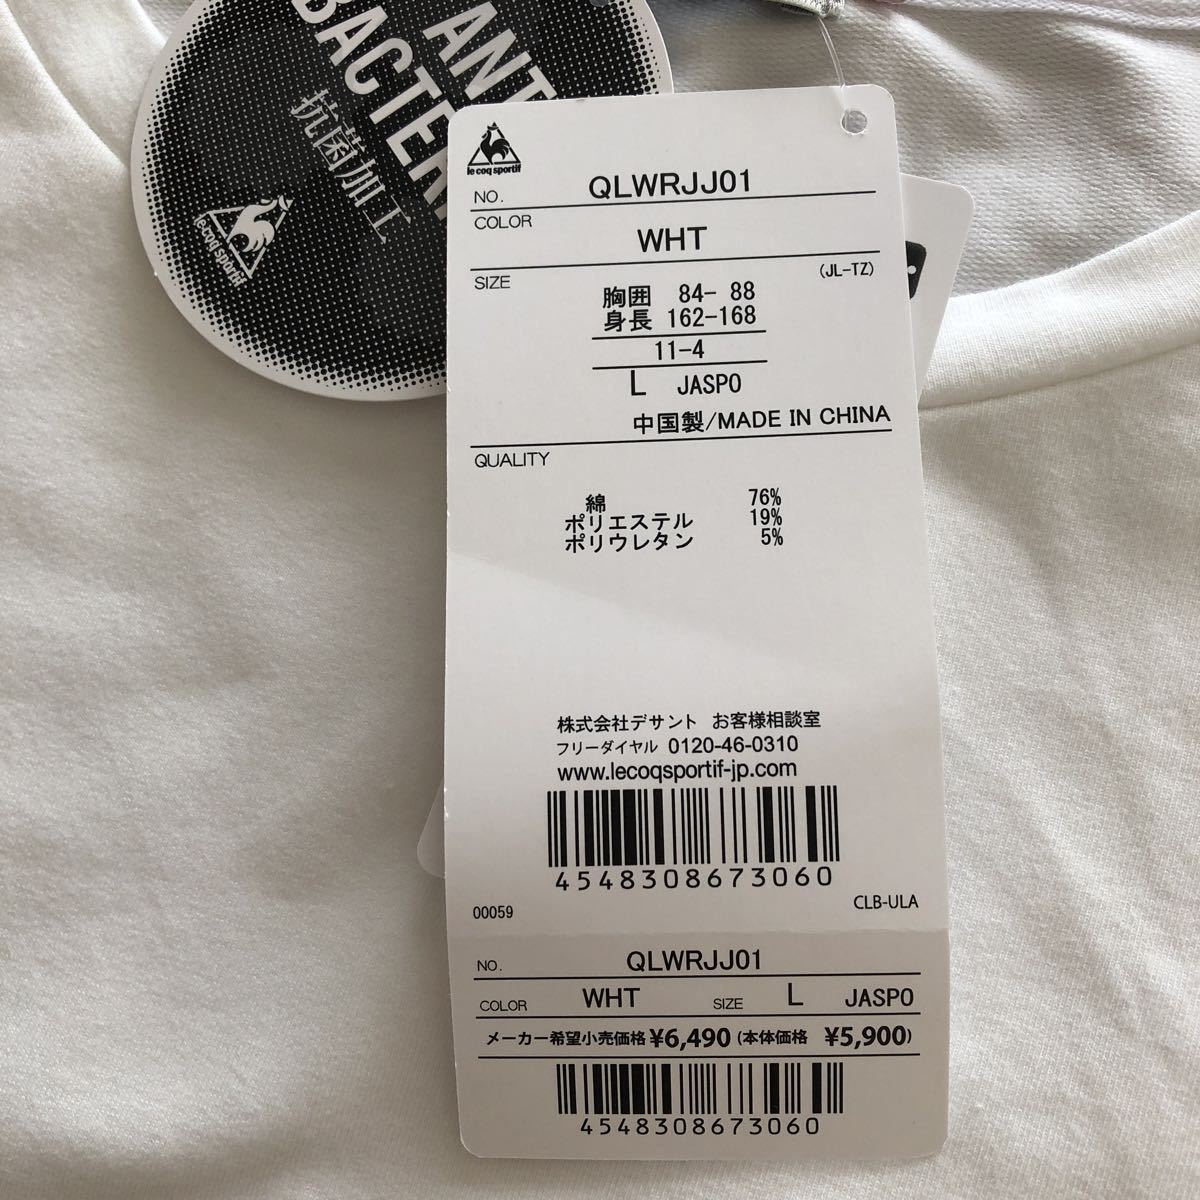 ANTI
BACTERI
抗菌加工
le coq sportif
le coq sportif
NO. QLWRJJ01
COLOR
WHT
SIZE (JL-TZ)
胸囲 84- 88
身長 162-168
11-4
L JASPO
中国製/MADE IN CHINA
QUALITY
綿 76%
ポリエステル 19%
ポリウレタン 5%
株式会社デサント お客様相談室
フリーダイヤル 0120-46-0310
www.lecoqsportif-jp.com
4548308673060
00059 CLB-ULA
NO. QLWRJJ01
COLOR WHT SIZE L JASPO
メーカー希望小売価格 ¥6,490 (本体価格 ¥5,900)
4548308673060